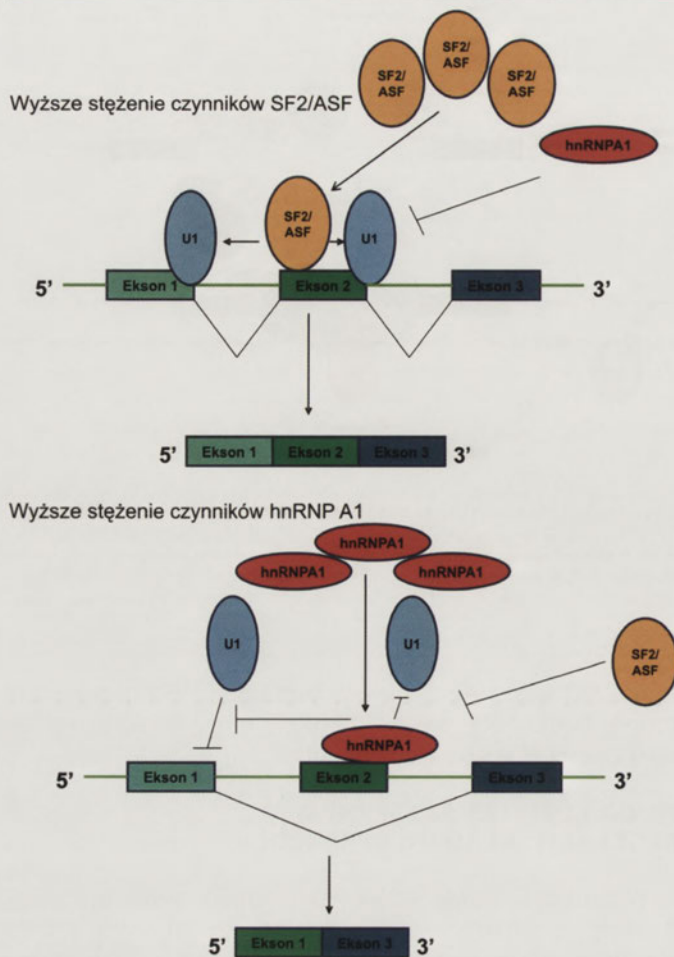 SF2/
ASF
SF2/
ASF
SF2/
ASF
Wyższe stężenie czynników SF2/ASF
hnRNPA1
U1
SF2/
ASF
U1
5'
Ekson 1
Ekson 2
Ekson 3
3'
5'
Ekson 1
Ekson 2
Ekson 3
3'
Wyższe stężenie czynników hnRNP A1
hnRNPA1
hnRNPA1
hnRNPA1
U1
U1
SF2/
ASF
hnRNPA1
5'
Ekson 1
Ekson 2
Ekson 3
3'
5'
Ekson 1
Ekson 3
3'